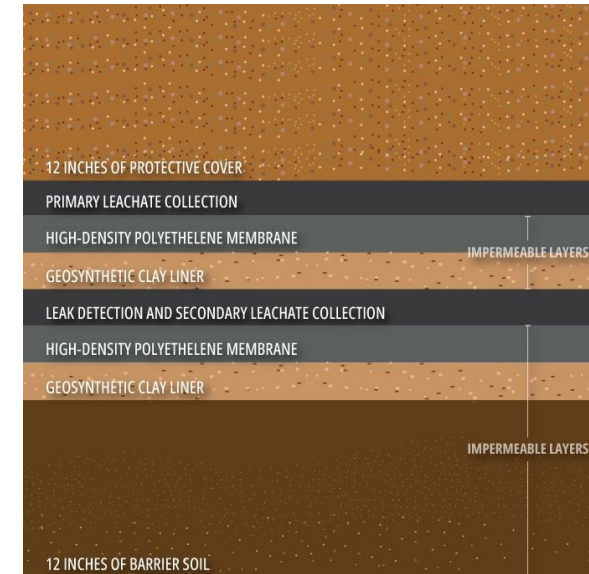 12 INCHES OF PROTECTIVE COVER
PRIMARY LEACHATE COLLECTION
HIGH-DENSITY POLYETHELENE MEMBRANE
IMPERMEABLE LAYERS
GEOSYNTHETIC CLAY LINER
LEAK DETECTION AND SECONDARY LEACHATE COLLECTION
HIGH-DENSITY POLYETHELENE MEMBRANE
GEOSYNTHETIC CLAY LINER
IMPERMEABLE LAYERS
12 INCHES OF BARRIER SOIL